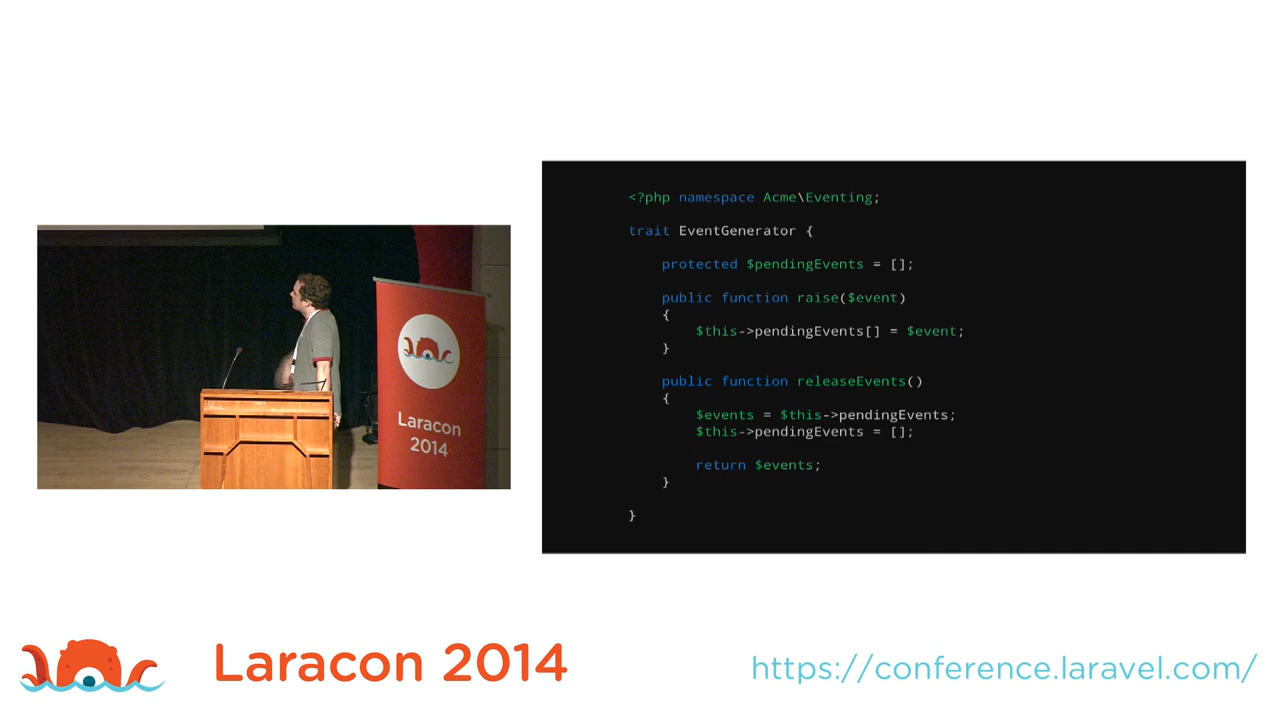 Laracon
2014
<?php namespace Acme\Eventing;
trait EventGenerator {
protected $pendingEvents = [];
public function raise($event)
{
$this->pendingEvents[] = $event;
}
public function releaseEvents()
{
$events = $this->pendingEvents;
$this->pendingEvents = [];
return $events;
}
}
Laracon 2014
https://conference.laravel.com/